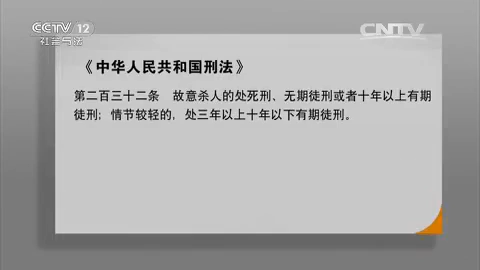 CCTV 12
社会与法
CNTV
《中华人民共和国刑法》
第二百三十二条 故意杀人的处死刑、无期徒刑或者十年以上有期
徒刑；情节较轻的，处三年以上十年以下有期徒刑。